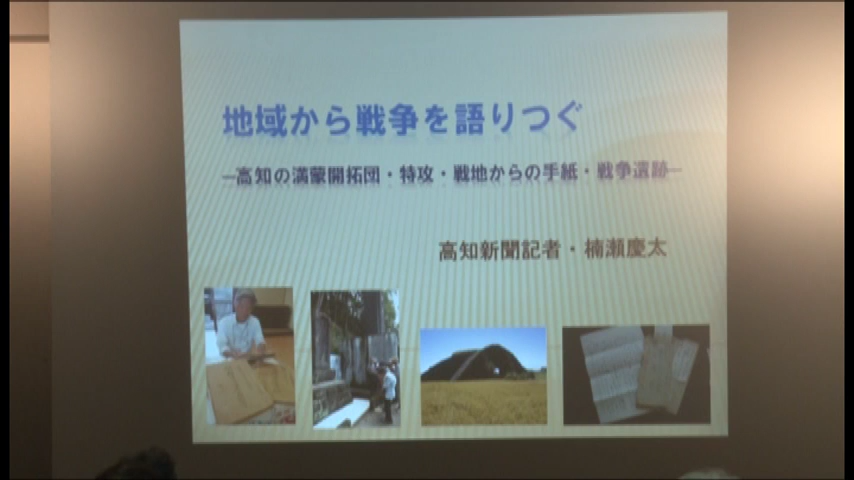 地域から戦争を語りつぐ
―高知の満蒙開拓団・特攻・戦地からの手紙・戦争遺跡―
高知新聞記者・楠瀬慶太